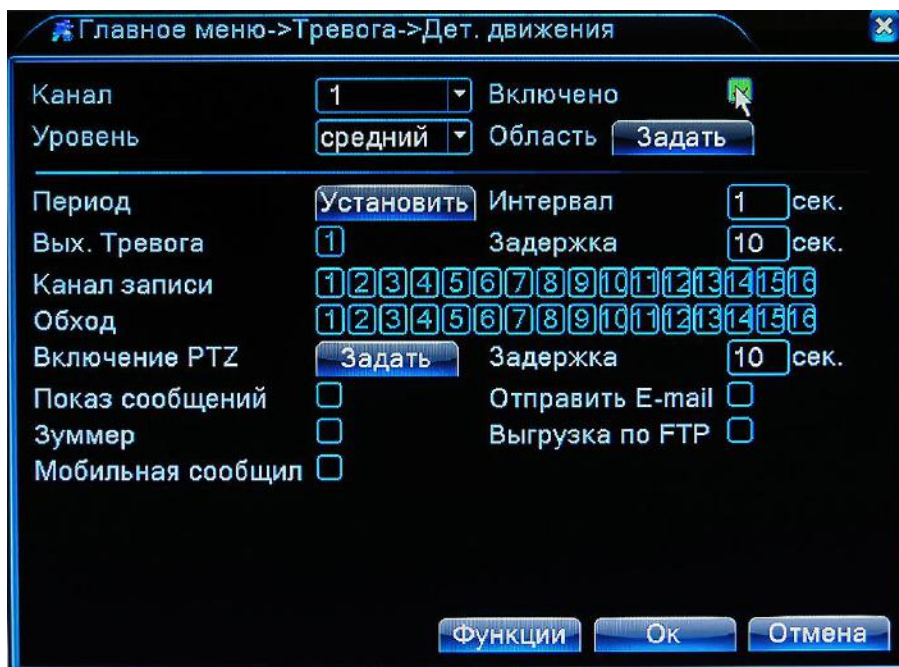 Главное меню->Тревога->Дет. движения
Канал 1 Включено
Уровень средний Область Задать
Период Установить Интервал 1 сек.
Вых. Тревога 1 Задержка 10 сек.
Канал записи 1 2 3 4 5 6 7 8 9 10 11 12 13 14 15 16
Обход 1 2 3 4 5 6 7 8 9 10 11 12 13 14 15 16
Включение PTZ Задать Задержка 10 сек.
Показ сообщений Отправить E-mail
Зуммер Выгрузка по FTP
Мобильная сообщил
Функции Ок Отмена